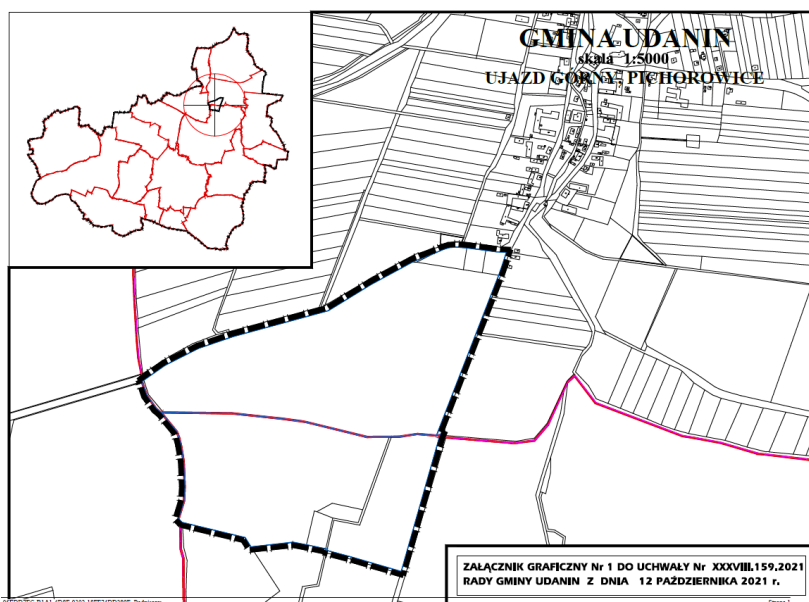 GMINA UDANIN
skala 1:5000
UJAZD GÓRNY, PICHOROWICE
ZAŁĄCZNIK GRAFICZNY Nr 1 DO UCHWAŁY Nr XXXVIII.159.2021
RADY GMINY UDANIN Z DNIA 12 PAŹDZIERNIKA 2021 r.